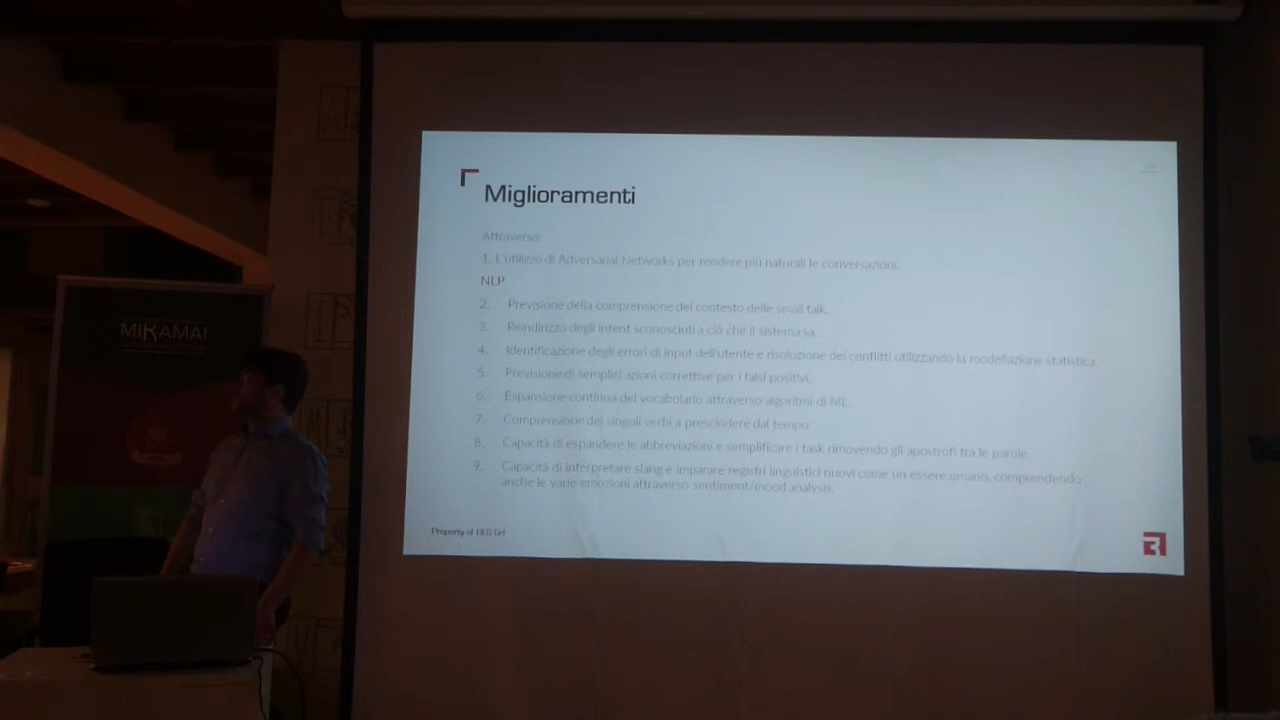 MIRAMAI
Miglioramenti
Attraverso:
1. L'utilizzo di Adversarial Networks per rendere più naturali le conversazioni.
NLP
2. Previsione della comprensione del contesto delle small talk.
3. Reindirizzo degli intent sconosciuti a ciò che il sistema sa.
4. Identificazione degli errori di input dell'utente e risoluzione dei conflitti utilizzando la modellazione statistica.
5. Previsione di semplici azioni correttive per i falsi positivi.
6. Espansione continua del vocabolario attraverso algoritmi di ML.
7. Comprensione dei singoli verbi a prescindere dal tempo
8. Capacità di espandere le abbreviazioni e semplificare i task rimovendo gli apostrofi tra le parole.
9. Capacità di interpretare slang e imparare registri linguistici nuovi come un essere umano, comprendendo
anche le varie emozioni attraverso sentiment/mood analysis.
Property of Srl